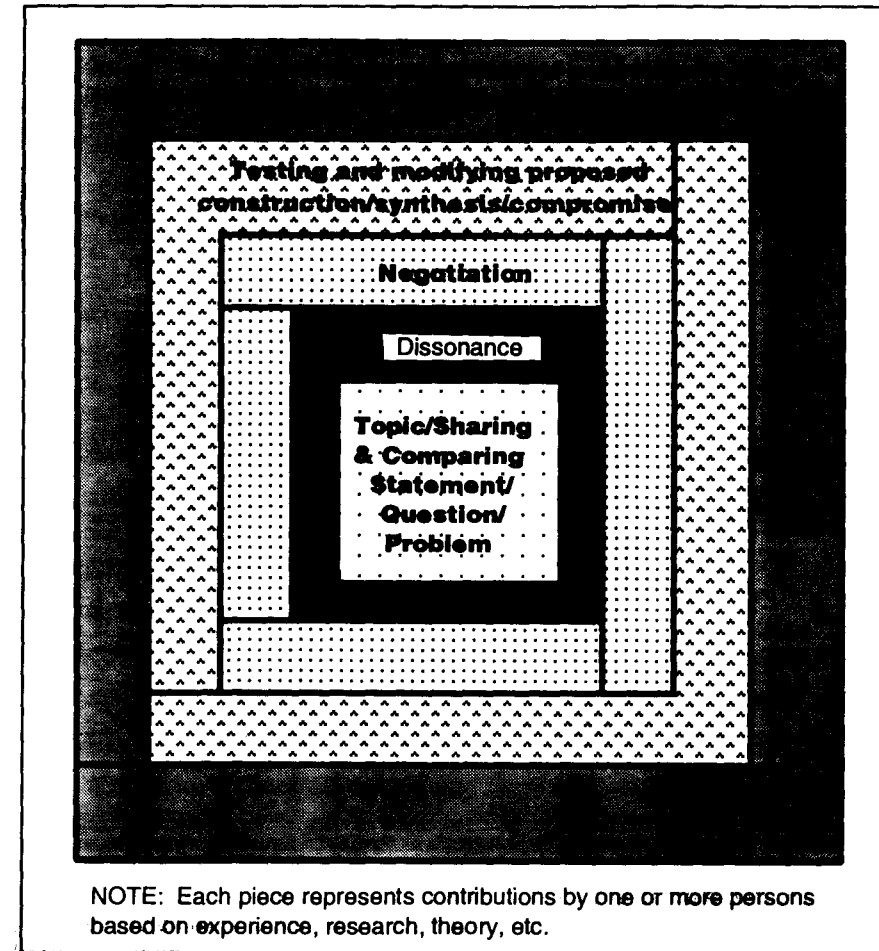 Testing and modifying proposed
construction/synthesis/compromise
Negotiation
Dissonance
Topic/Sharing
& Comparing
Statement/
Question/
Problem
NOTE: Each piece represents contributions by one or more persons
based on experience, research, theory, etc.